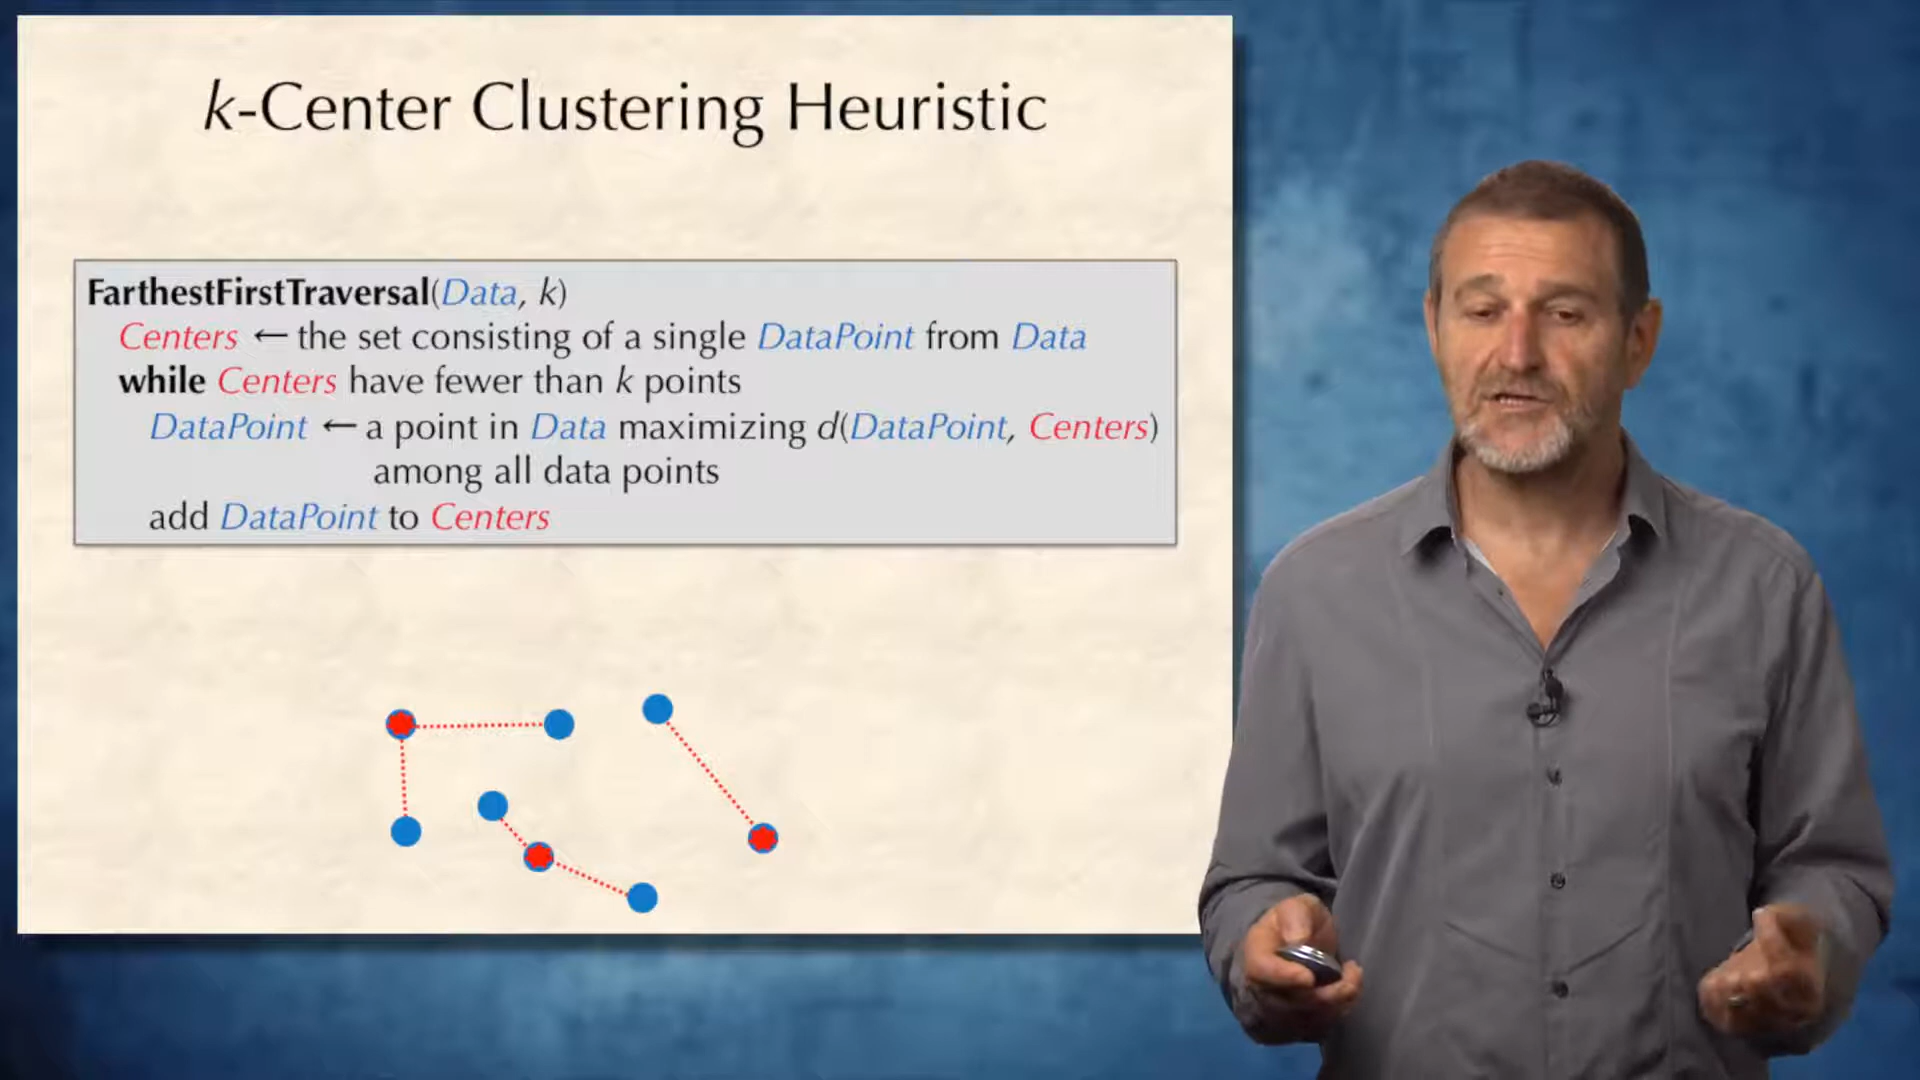 k-Center Clustering Heuristic
FarthestFirstTraversal(Data, k)
Centers ← the set consisting of a single DataPoint from Data
while Centers have fewer than k points
DataPoint ← a point in Data maximizing d(DataPoint, Centers)
among all data points
add DataPoint to Centers